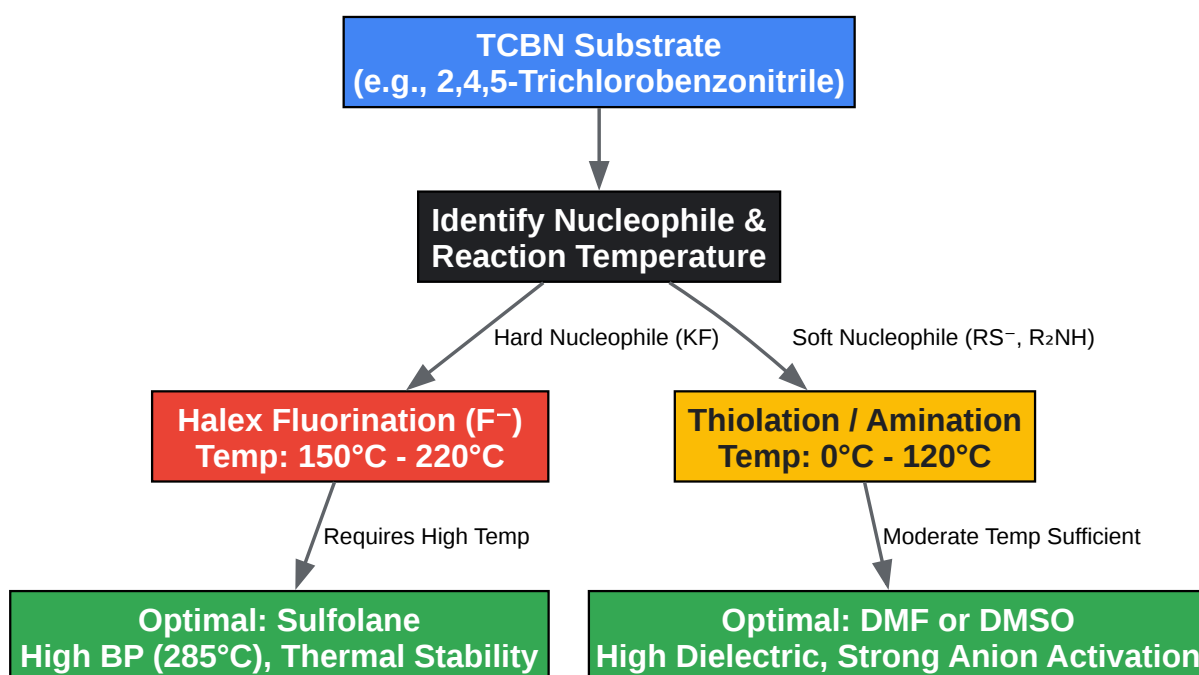 TCBN Substrate
(e.g., 2,4,5-Trichlorobenzonitrile)
Identify Nucleophile &
Reaction Temperature
Hard Nucleophile (KF)
Soft Nucleophile (RS⁻, R₂NH)
Halex Fluorination (F⁻)
Temp: 150°C - 220°C
Thiolation / Amination
Temp: 0°C - 120°C
Requires High Temp
Moderate Temp Sufficient
Optimal: Sulfolane
High BP (285°C), Thermal Stability
Optimal: DMF or DMSO
High Dielectric, Strong Anion Activation